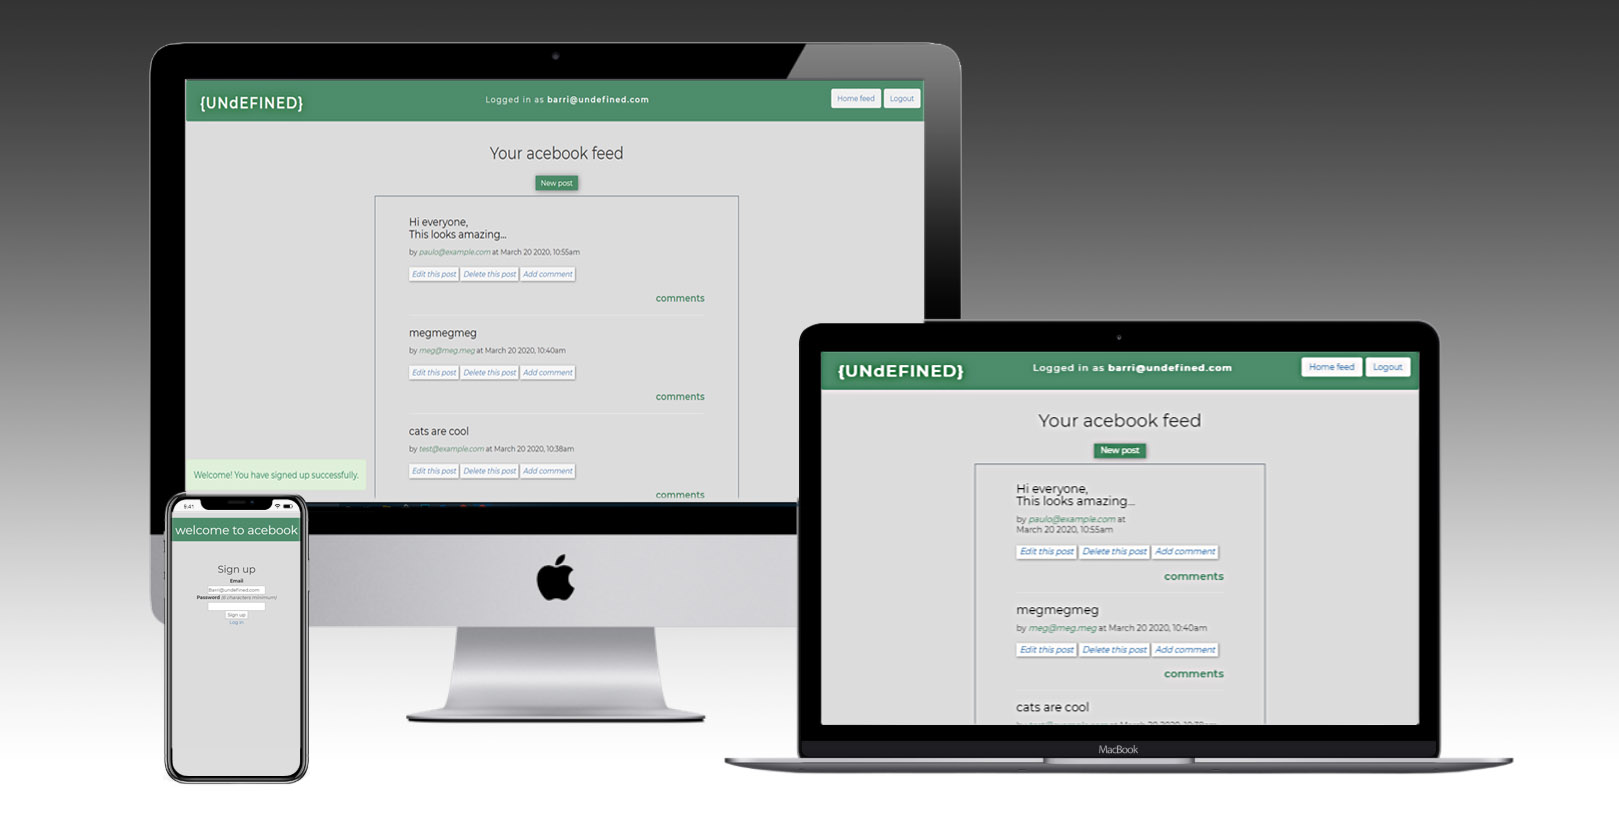 {UNdEFINED}
Logged in as barri@undefined.com
Home feed
Logout
Your acebook feed
New post
Hi everyone,
This looks amazing...
by paulo@example.com at March 20 2020, 10:55am
Edit this post Delete this post Add comment
comments
megmegmeg
by meg@meg.meg at March 20 2020, 10:40am
Edit this post Delete this post Add comment
comments
cats are cool
by test@example.com at March 20 2020, 10:38am
Edit this post Delete this post Add comment
comments
Welcome! You have signed up successfully.
9:41
welcome to acebook
Sign up
Email
Barri@undefined.com
Password (6 characters minimum)
Sign up
Log in
{UNdEFINED}
Logged in as barri@undefined.com
Home feed
Logout
Your acebook feed
New post
Hi everyone,
This looks amazing...
by paulo@example.com at
March 20 2020, 10:55am
Edit this post Delete this post Add comment
comments
megmegmeg
by meg@meg.meg at March 20 2020, 10:40am
Edit this post Delete this post Add comment
comments
cats are cool
MacBook